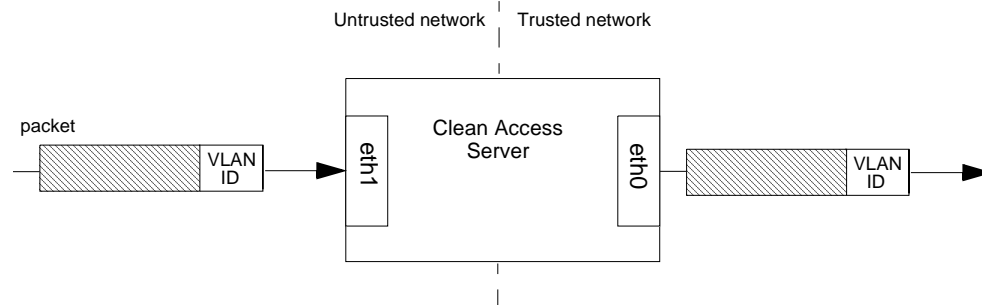 Untrusted network
Trusted network
packet
VLAN
ID
eth1
Clean Access
Server
eth0
VLAN
ID